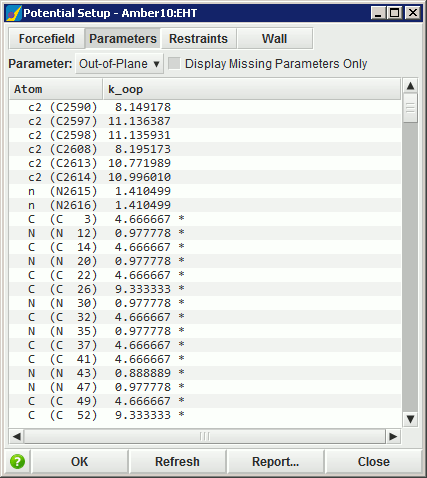 Potential Setup - Amber10:EHT
Forcefield Parameters Restraints Wall
Parameter: Out-of-Plane Display Missing Parameters Only
Atom k_oop
c2 (C2590) 8.149178
c2 (C2597) 11.136387
c2 (C2598) 11.135931
c2 (C2608) 8.195173
c2 (C2613) 10.771989
c2 (C2614) 10.996010
n (N2615) 1.410499
n (N2616) 1.410499
C (C 3) 4.666667 *
N (N 12) 0.977778 *
C (C 14) 4.666667 *
N (N 20) 0.977778 *
C (C 22) 4.666667 *
C (C 26) 9.333333 *
N (N 30) 0.977778 *
C (C 32) 4.666667 *
N (N 35) 0.977778 *
C (C 37) 4.666667 *
C (C 41) 4.666667 *
N (N 43) 0.888889 *
N (N 47) 0.977778 *
C (C 49) 4.666667 *
C (C 52) 9.333333 *
? OK Refresh Report... Close